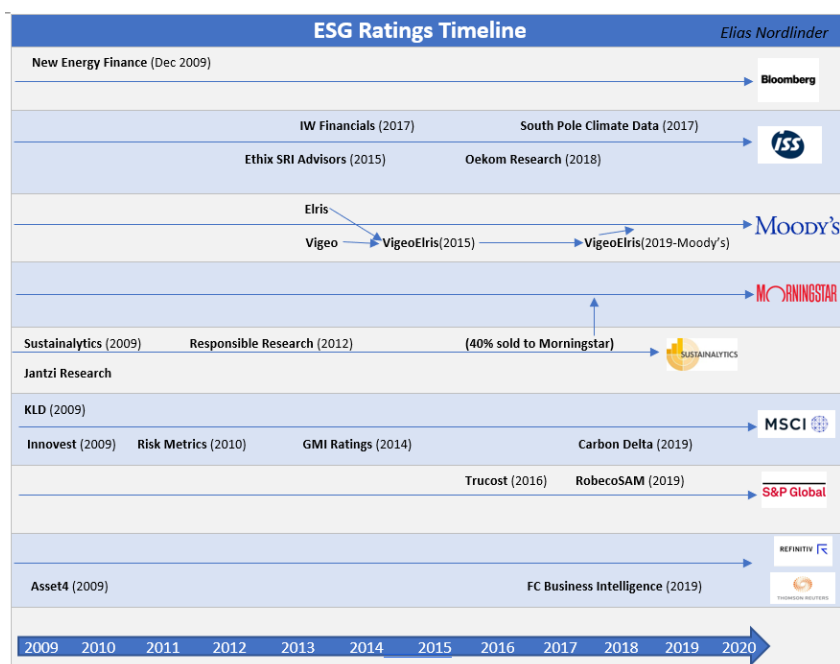 ESG Ratings Timeline
Elias Nordlinder
New Energy Finance (Dec 2009)
Bloomberg
IW Financials (2017)
South Pole Climate Data (2017)
ISS
Ethix SRI Advisors (2015)
Oekom Research (2018)
Elris
MOODY'S
Vigeo
VigeoElris(2015)
VigeoElris(2019-Moody's)
MORNINGSTAR
Sustainalytics (2009)
Responsible Research (2012)
(40% sold to Morningstar)
SUSTAINALYTICS
Jantzi Research
KLD (2009)
MSCI
Innovest (2009)
Risk Metrics (2010)
GMI Ratings (2014)
Carbon Delta (2019)
Trucost (2016)
RobecoSAM (2019)
S&P Global
REFINITIV
Asset4 (2009)
FC Business Intelligence (2019)
THOMSON REUTERS
2009 2010 2011 2012 2013 2014 2015 2016 2017 2018 2019 2020